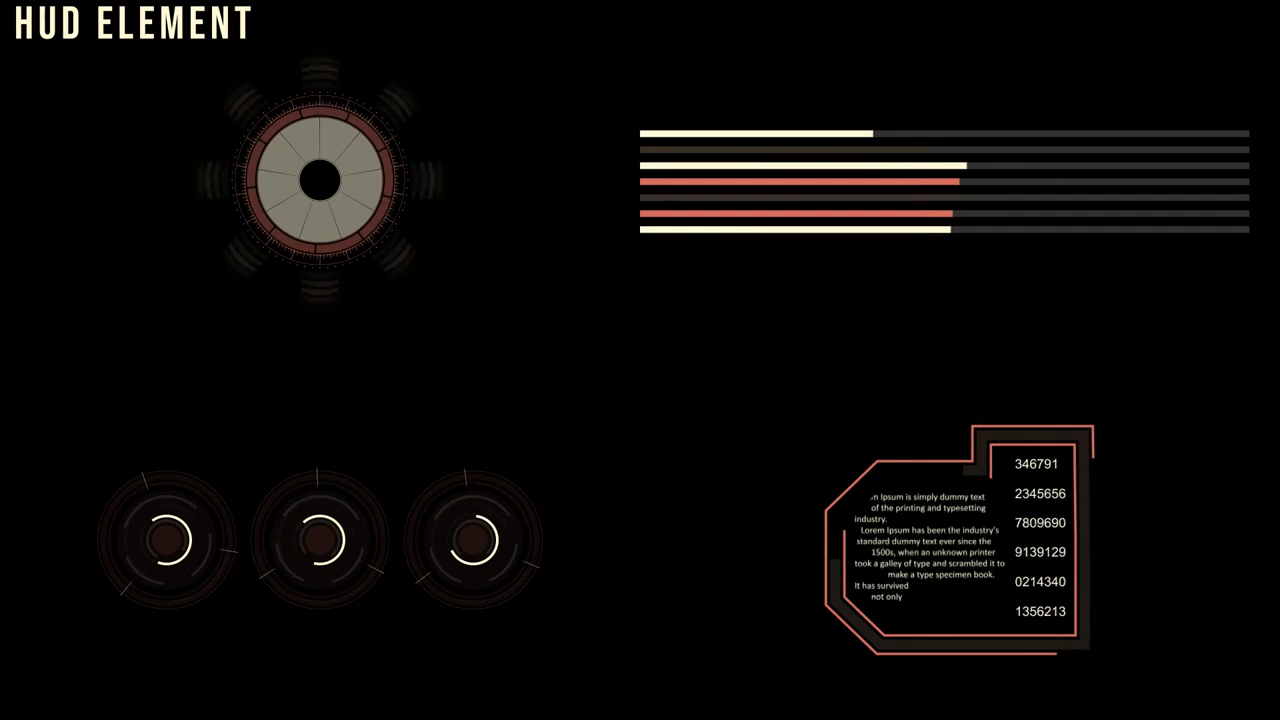 HUD ELEMENT
346791
2345656
7809690
9139129
0214340
1356213
Ipsum is simply dummy text
of the printing and typesetting
industry.
Lorem Ipsum has been the industry's
standard dummy text ever since the
1500s, when an unknown printer
took a galley of type and scrambled it to
make a type specimen book.
It has survived
not only